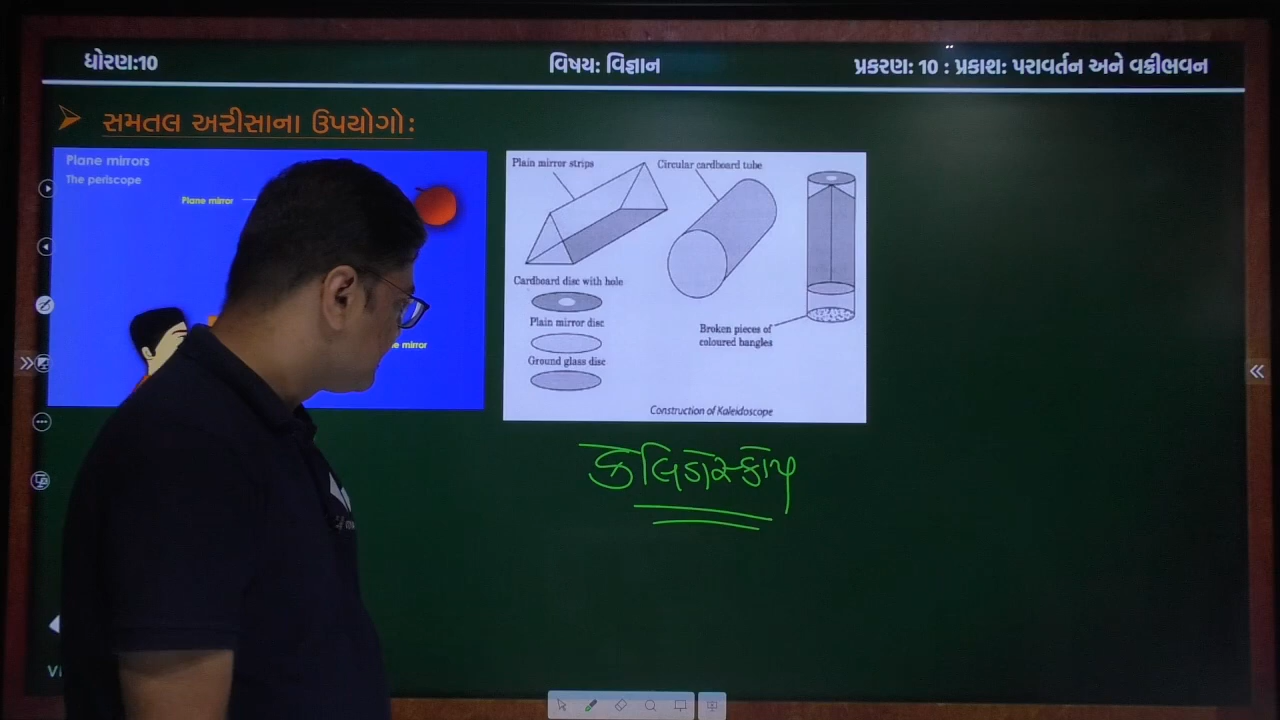 ધોરણ:10
વિષય: વિજ્ઞાન
પ્રકરણ: 10 : પ્રકાશ: પરાવર્તન અને વક્રીભવન
સમતલ અરીસાના ઉપયોગો:
Plane mirrors
The periscope
Plane mirror
mirror
Plain mirror strips
Circular cardboard tube
Cardboard disc with hole
Plain mirror disc
Ground glass disc
Broken pieces of
coloured bangles
Construction of Kaleidoscope
કેલિડોસ્કોપ